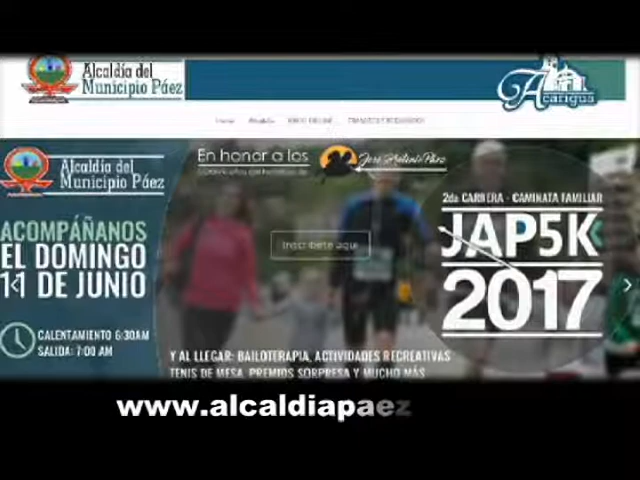 Alcaldía del
Municipio Páez
Acarigua
Alcaldía del
Municipio Páez
En honor a los
José Antonio Páez
ACOMPÁÑANOS
EL DOMINGO
11 DE JUNIO
CALENTAMIENTO 6:30AM
SALIDA: 7:00 AM
Inscríbete aquí
2da CARRERA - CAMINATA FAMILIAR
JAP5K
2017
Y AL LLEGAR: BAILOTERAPIA, ACTIVIDADES RECREATIVAS
TENIS DE MESA, PREMIOS SORPRESA Y MUCHO MÁS
www.alcaldiapaez